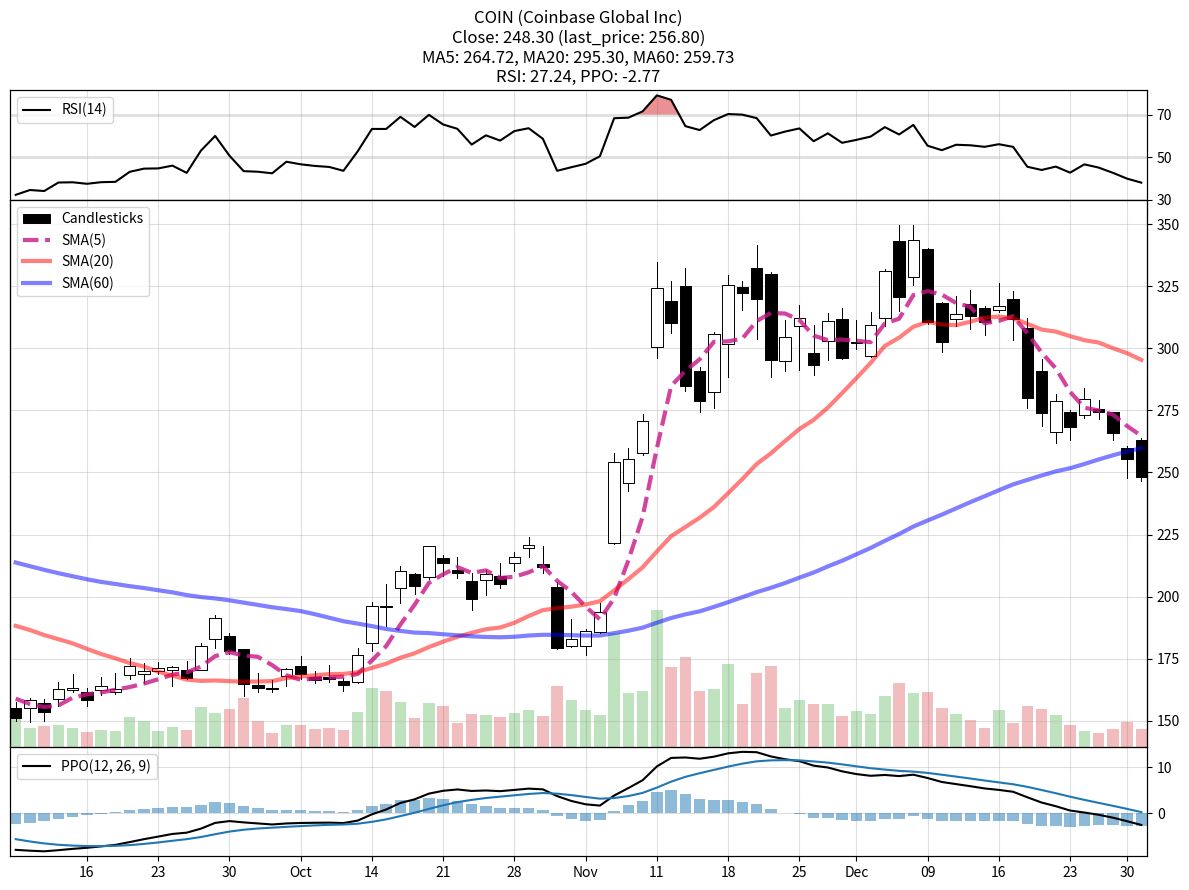 COIN (Coinbase Global Inc)
Close: 248.30 (last_price: 256.80)
MA5: 264.72, MA20: 295.30, MA60: 259.73
RSI: 27.24, PPO: -2.77
RSI(14)
70
50
30
Candlesticks
SMA(5)
SMA(20)
SMA(60)
350
325
300
275
250
225
200
175
150
PPO(12, 26, 9)
10
0
16 23 30 Oct 14 21 28 Nov 11 18 25 Dec 09 16 23 30